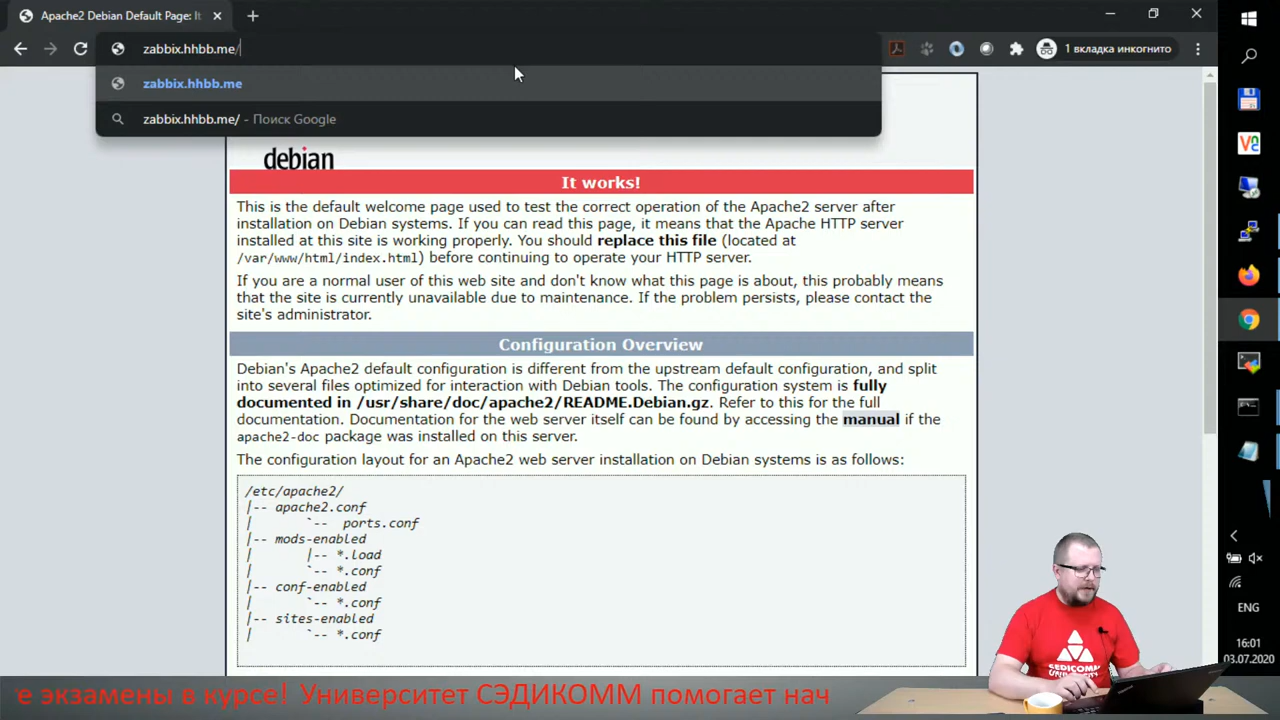 Apache2 Debian Default Page: It
zabbix.hhbb.me/
1 вкладка инкогнито
zabbix.hhbb.me
zabbix.hhbb.me/ - Поиск Google
debian
It works!
This is the default welcome page used to test the correct operation of the Apache2 server after
installation on Debian systems. If you can read this page, it means that the Apache HTTP server
installed at this site is working properly. You should replace this file (located at
/var/www/html/index.html) before continuing to operate your HTTP server.
If you are a normal user of this web site and don't know what this page is about, this probably means
that the site is currently unavailable due to maintenance. If the problem persists, please contact the
site's administrator.
Configuration Overview
Debian's Apache2 default configuration is different from the upstream default configuration, and split
into several files optimized for interaction with Debian tools. The configuration system is fully
documented in /usr/share/doc/apache2/README.Debian.gz. Refer to this for the full
documentation. Documentation for the web server itself can be found by accessing the manual if the
apache2-doc package was installed on this server.
The configuration layout for an Apache2 web server installation on Debian systems is as follows:
/etc/apache2/
|-- apache2.conf
|       `--  ports.conf
|-- mods-enabled
|       |-- *.load
|       `-- *.conf
|-- conf-enabled
|       `-- *.conf
|-- sites-enabled
|       `-- *.conf
ENG
16:01
03.07.2020
SEDICOMM
UNIVERSITY
е экзамены в курсе! Университет СЭДИКОММ помогает нач